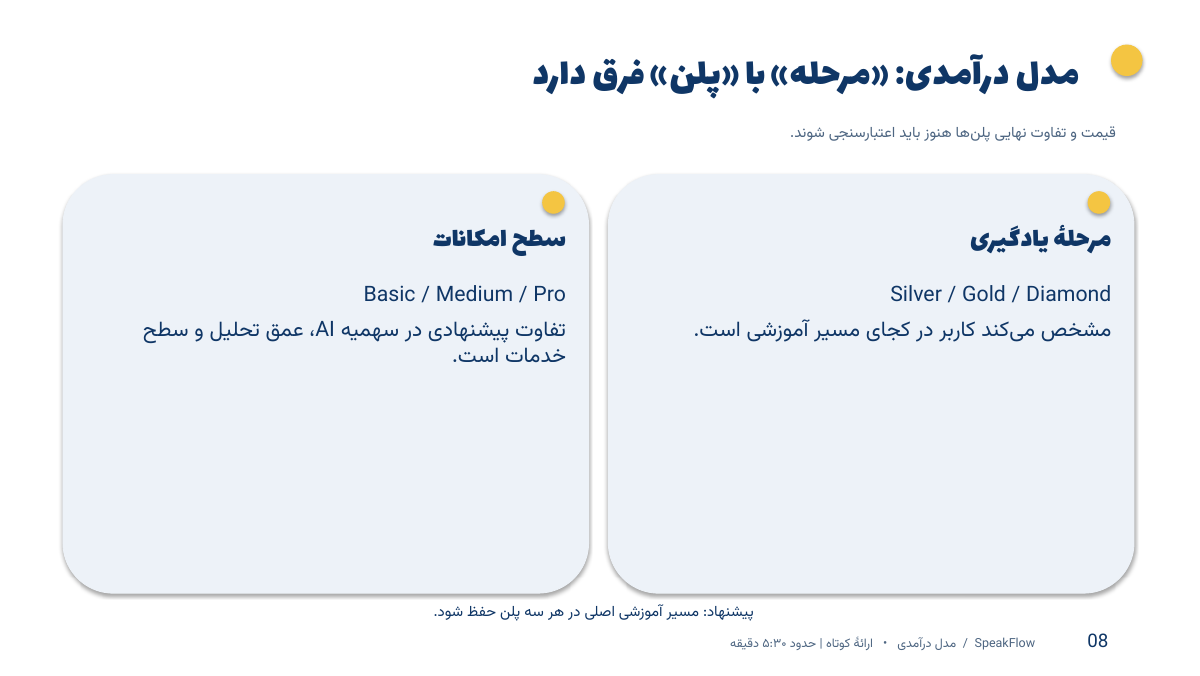 مدل درآمدی: «مرحله» با «پلن» فرق دارد
قیمت و تفاوت نهایی پلن‌ها هنوز باید اعتبارسنجی شوند.
مرحلهٔ یادگیری
Silver / Gold / Diamond
مشخص می‌کند کاربر در کجای مسیر آموزشی است.
سطح امکانات
Basic / Medium / Pro
تفاوت پیشنهادی در سهمیه AI، عمق تحلیل و سطح
خدمات است.
پیشنهاد: مسیر آموزشی اصلی در هر سه پلن حفظ شود.
08
SpeakFlow / مدل درآمدی • ارائهٔ کوتاه | حدود ۵:۳۰ دقیقه